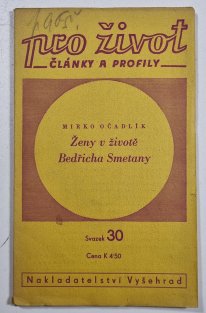 pro život
ČLÁNKY A PROFILY
MIRKO OČADLÍK
Ženy v životě
Bedřicha Smetany
Svazek 30
Cena K 4·50
Nakladatelství Vyšehrad